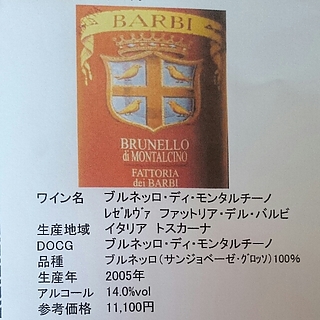 BARBI
BRUNELLO
di MONTALCINO
FATTORIA
dei BARBI
ワイン名 ブルネッロ・ディ・モンタルチーノ
ﾚｾﾞﾙｳﾞｧ ファットリア・デル・バルビ
生産地域 イタリア トスカーナ
DOCG ブルネッロ・ディ・モンタルチーノ
品種 ブルネッロ（サンジョベーゼ・ｸﾞﾛｯｿ）100%
生産年 2005年
アルコール 14.0%vol
参考価格 11,100円